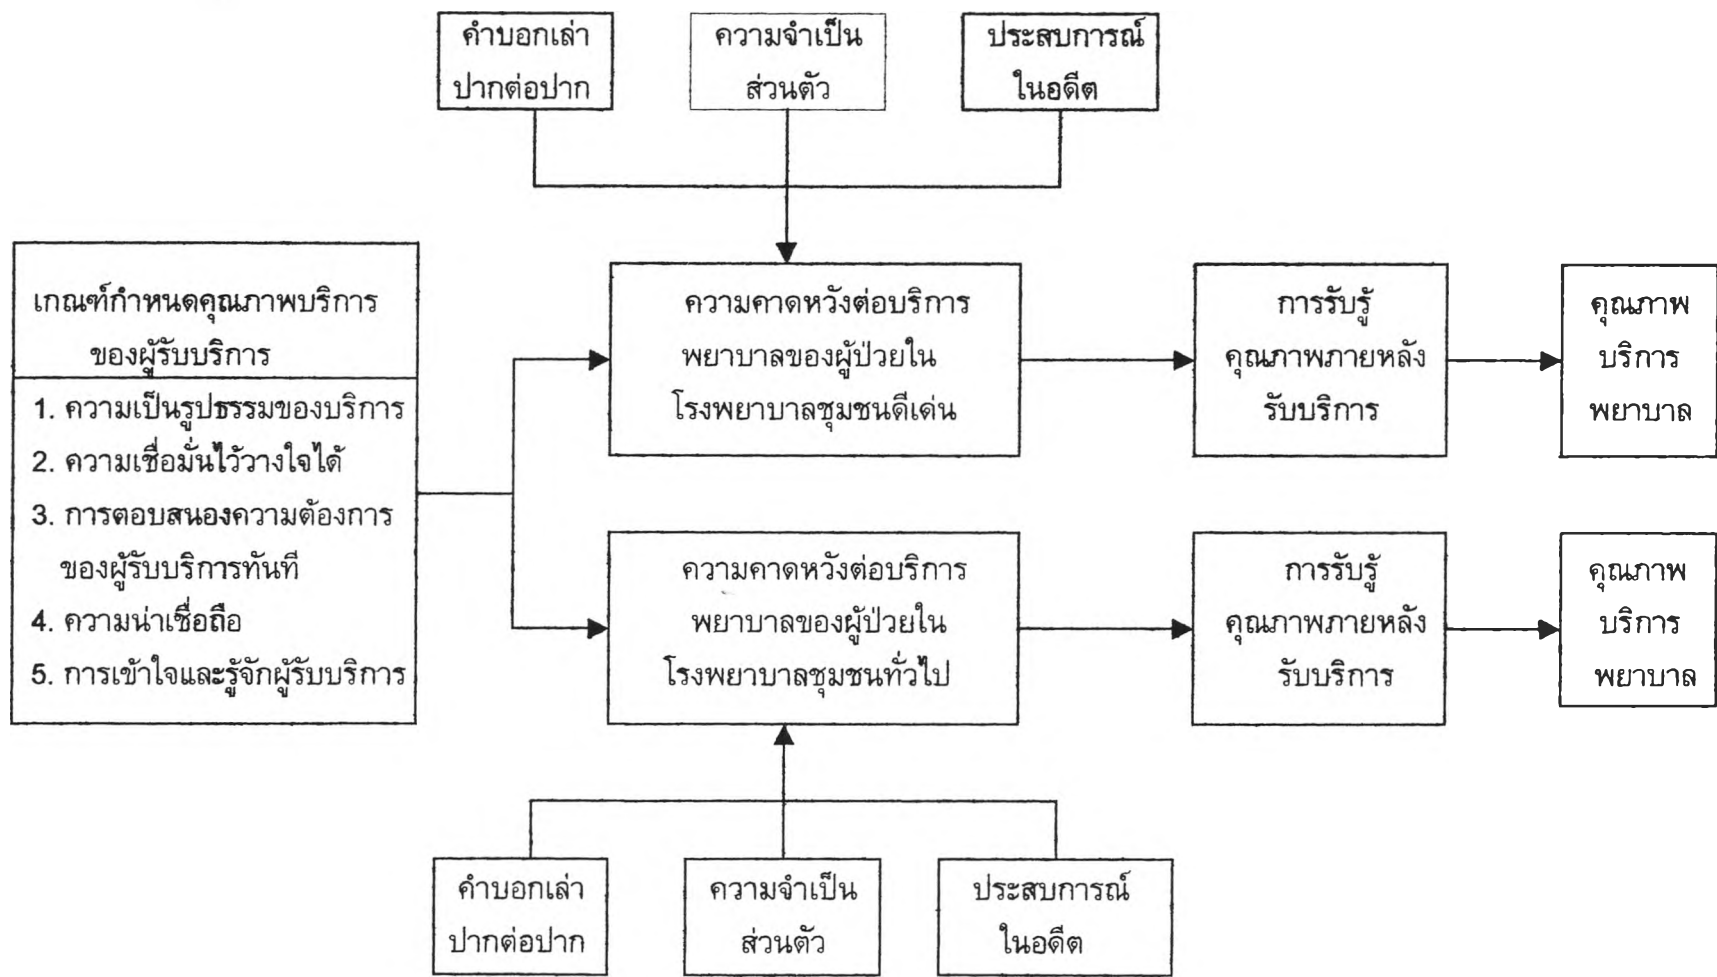 คำบอกเล่า
ปากต่อปาก
ความจำเป็น
ส่วนตัว
ประสบการณ์
ในอดีต
เกณฑ์กำหนดคุณภาพบริการ
ของผู้รับบริการ
1. ความเป็นรูปธรรมของบริการ
2. ความเชื่อมั่นไว้วางใจได้
3. การตอบสนองความต้องการ
ของผู้รับบริการทันที
4. ความน่าเชื่อถือ
5. การเข้าใจและรู้จักผู้รับบริการ
ความคาดหวังต่อบริการ
พยาบาลของผู้ป่วยใน
โรงพยาบาลชุมชนดีเด่น
การรับรู้
คุณภาพภายหลัง
รับบริการ
คุณภาพ
บริการ
พยาบาล
ความคาดหวังต่อบริการ
พยาบาลของผู้ป่วยใน
โรงพยาบาลชุมชนทั่วไป
การรับรู้
คุณภาพภายหลัง
รับบริการ
คุณภาพ
บริการ
พยาบาล
คำบอกเล่า
ปากต่อปาก
ความจำเป็น
ส่วนตัว
ประสบการณ์
ในอดีต